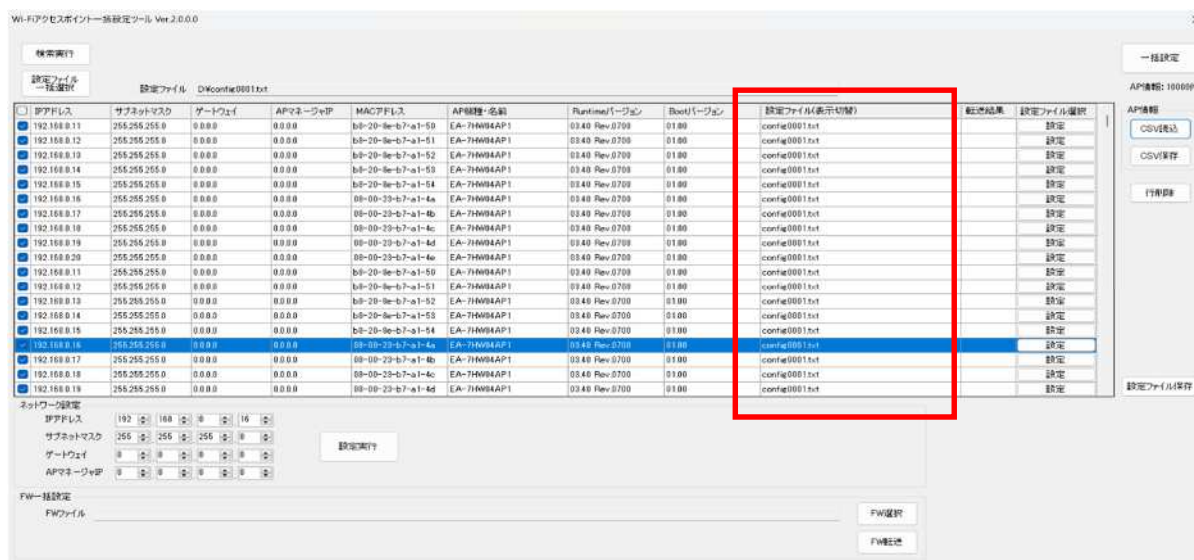 Wi-Fiアクセスポイント一括設定ツール Ver.2.0.0.0
検索実行
一括設定
設定ファイル
一括選択
設定ファイル D¥config0001.txt
AP情報: 10000件
IPアドレス サブネットマスク ゲートウェイ APマネージャIP MACアドレス AP機種・名前 Runtimeバージョン Bootバージョン 設定ファイル(表示切替) 転送結果 設定ファイル選択
192.168.0.11 255.255.255.0 0.0.0.0 0.0.0.0 b8-20-8e-b7-a1-50 EA-7HW04AP1 03.40 Rev.0700 01.00 config0001.txt 設定
192.168.0.12 255.255.255.0 0.0.0.0 0.0.0.0 b8-20-8e-b7-a1-51 EA-7HW04AP1 03.40 Rev.0700 01.00 config0001.txt 設定
192.168.0.13 255.255.255.0 0.0.0.0 0.0.0.0 b8-20-8e-b7-a1-52 EA-7HW04AP1 03.40 Rev.0700 01.00 config0001.txt 設定
192.168.0.14 255.255.255.0 0.0.0.0 0.0.0.0 b8-20-8e-b7-a1-53 EA-7HW04AP1 03.40 Rev.0700 01.00 config0001.txt 設定
192.168.0.15 255.255.255.0 0.0.0.0 0.0.0.0 b8-20-8e-b7-a1-54 EA-7HW04AP1 03.40 Rev.0700 01.00 config0001.txt 設定
192.168.0.16 255.255.255.0 0.0.0.0 0.0.0.0 08-00-23-b7-a1-4a EA-7HW04AP1 03.40 Rev.0700 01.00 config0001.txt 設定
192.168.0.17 255.255.255.0 0.0.0.0 0.0.0.0 08-00-23-b7-a1-4b EA-7HW04AP1 03.40 Rev.0700 01.00 config0001.txt 設定
192.168.0.18 255.255.255.0 0.0.0.0 0.0.0.0 08-00-23-b7-a1-4c EA-7HW04AP1 03.40 Rev.0700 01.00 config0001.txt 設定
192.168.0.19 255.255.255.0 0.0.0.0 0.0.0.0 08-00-23-b7-a1-4d EA-7HW04AP1 03.40 Rev.0700 01.00 config0001.txt 設定
192.168.0.20 255.255.255.0 0.0.0.0 0.0.0.0 08-00-23-b7-a1-4e EA-7HW04AP1 03.40 Rev.0700 01.00 config0001.txt 設定
192.168.0.11 255.255.255.0 0.0.0.0 0.0.0.0 b8-20-8e-b7-a1-50 EA-7HW04AP1 03.40 Rev.0700 01.00 config0001.txt 設定
192.168.0.12 255.255.255.0 0.0.0.0 0.0.0.0 b8-20-8e-b7-a1-51 EA-7HW04AP1 03.40 Rev.0700 01.00 config0001.txt 設定
192.168.0.13 255.255.255.0 0.0.0.0 0.0.0.0 b8-20-8e-b7-a1-52 EA-7HW04AP1 03.40 Rev.0700 01.00 config0001.txt 設定
192.168.0.14 255.255.255.0 0.0.0.0 0.0.0.0 b8-20-8e-b7-a1-53 EA-7HW04AP1 03.40 Rev.0700 01.00 config0001.txt 設定
192.168.0.15 255.255.255.0 0.0.0.0 0.0.0.0 b8-20-8e-b7-a1-54 EA-7HW04AP1 03.40 Rev.0700 01.00 config0001.txt 設定
192.168.0.16 255.255.255.0 0.0.0.0 0.0.0.0 08-00-23-b7-a1-4a EA-7HW04AP1 03.40 Rev.0700 01.00 config0001.txt 設定
192.168.0.17 255.255.255.0 0.0.0.0 0.0.0.0 08-00-23-b7-a1-4b EA-7HW04AP1 03.40 Rev.0700 01.00 config0001.txt 設定
192.168.0.18 255.255.255.0 0.0.0.0 0.0.0.0 08-00-23-b7-a1-4c EA-7HW04AP1 03.40 Rev.0700 01.00 config0001.txt 設定
192.168.0.19 255.255.255.0 0.0.0.0 0.0.0.0 08-00-23-b7-a1-4d EA-7HW04AP1 03.40 Rev.0700 01.00 config0001.txt 設定
AP情報
CSV読込
CSV保存
行削除
設定ファイル保存
ネットワーク設定
IPアドレス 192 168 0 16
サブネットマスク 255 255 255 0
ゲートウェイ 0 0 0 0
APマネージャIP 0 0 0 0
設定実行
FW一括設定
FWファイル
FW選択
FW転送